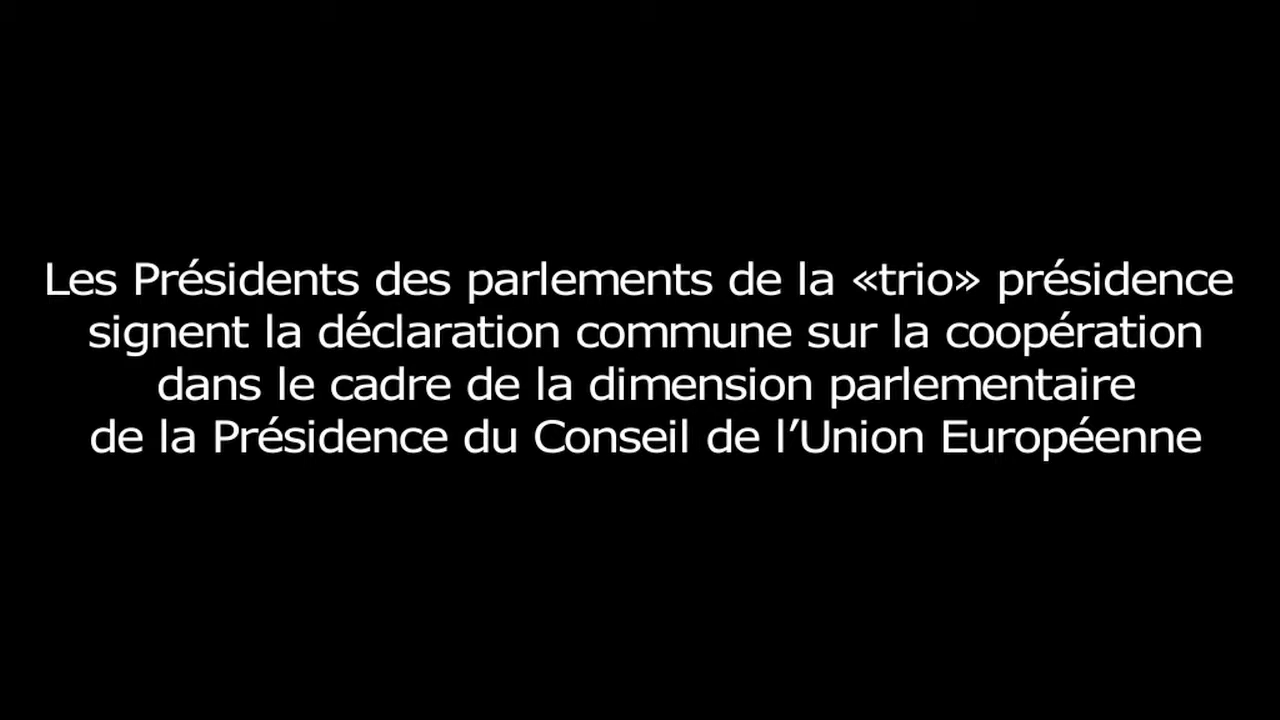 Les Présidents des parlements de la «trio» présidence
signent la déclaration commune sur la coopération
dans le cadre de la dimension parlementaire
de la Présidence du Conseil de l’Union Européenne